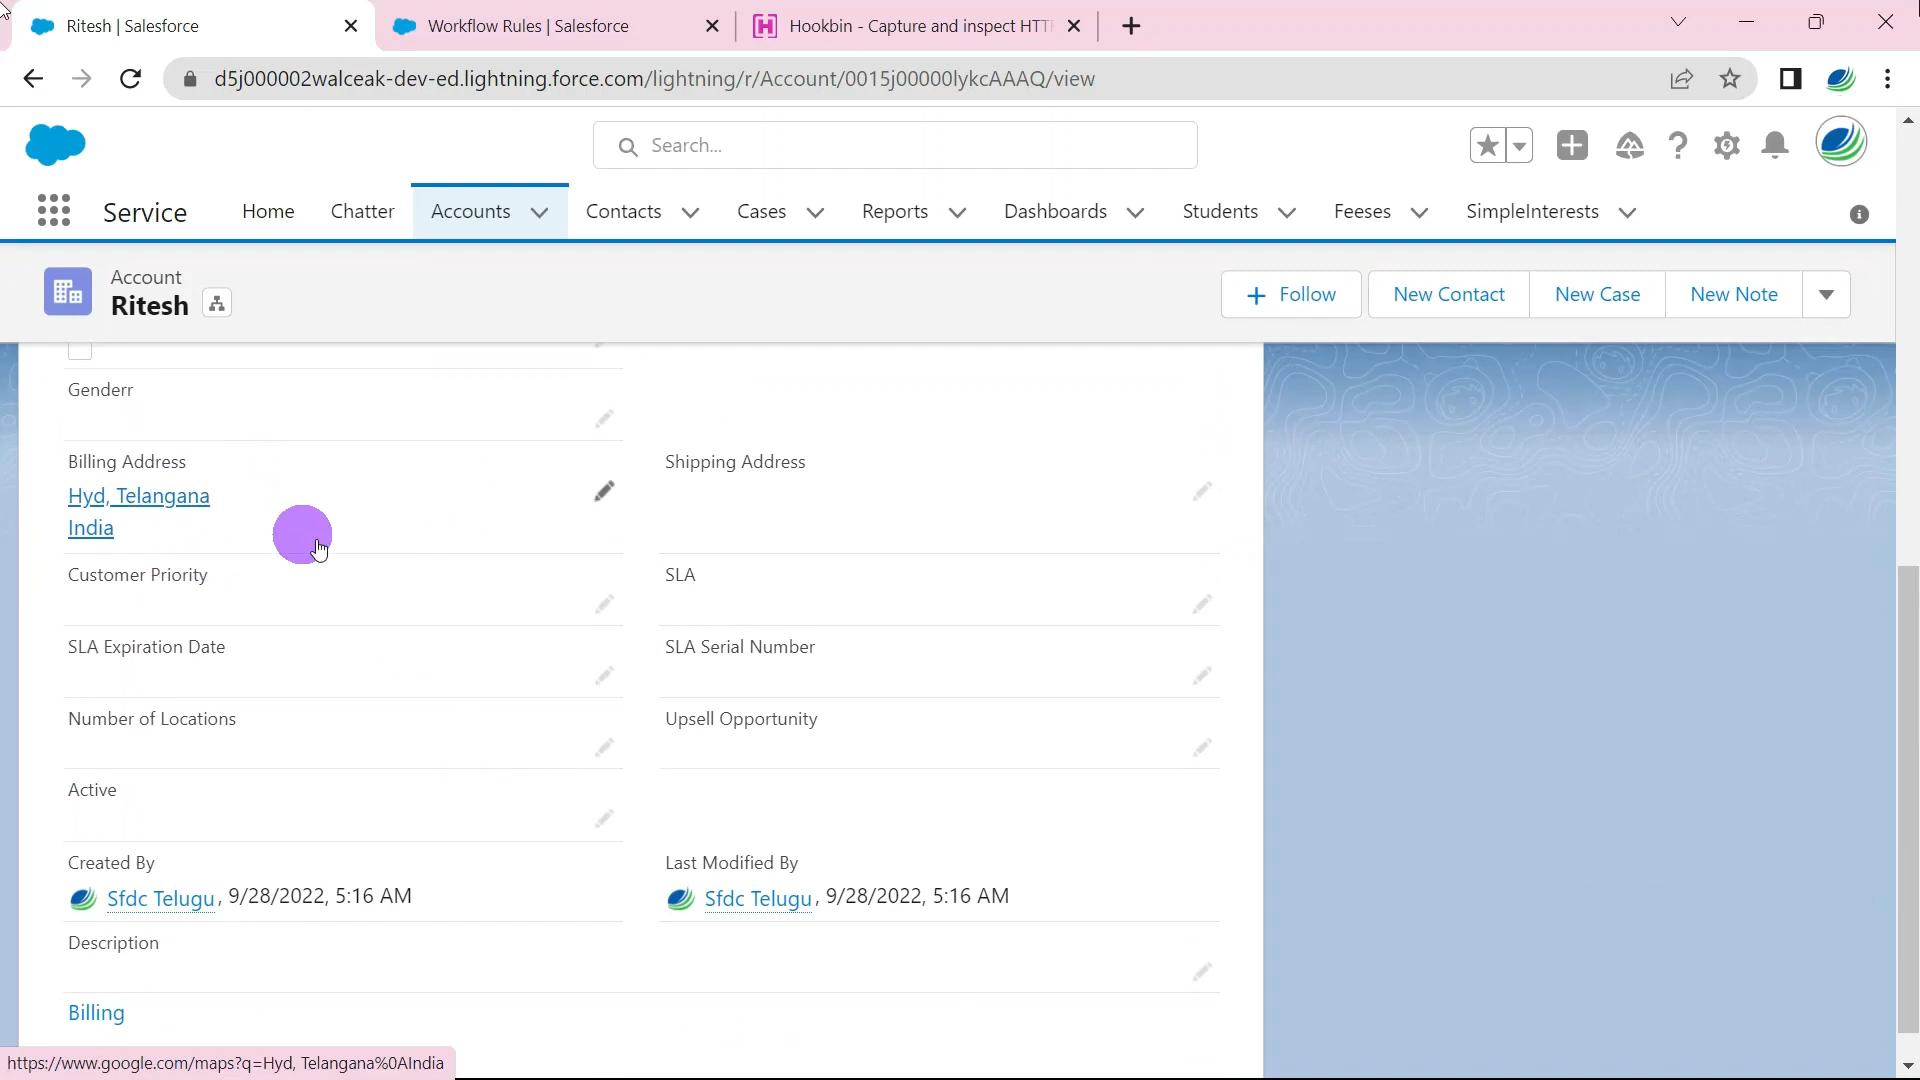 Ritesh | Salesforce
Workflow Rules | Salesforce
Hookbin - Capture and inspect HTT
d5j000002walceak-dev-ed.lightning.force.com/lightning/r/Account/0015j00000lykcAAAQ/view
Search...
Service
Home
Chatter
Accounts
Contacts
Cases
Reports
Dashboards
Students
Feeses
SimpleInterests
Account
Ritesh
Follow
New Contact
New Case
New Note
Genderr
Billing Address
Shipping Address
Hyd, Telangana
India
Customer Priority
SLA
SLA Expiration Date
SLA Serial Number
Number of Locations
Upsell Opportunity
Active
Created By
Last Modified By
Sfdc Telugu, 9/28/2022, 5:16 AM
Sfdc Telugu, 9/28/2022, 5:16 AM
Description
Billing
https://www.google.com/maps?q=Hyd, Telangana%0AIndia